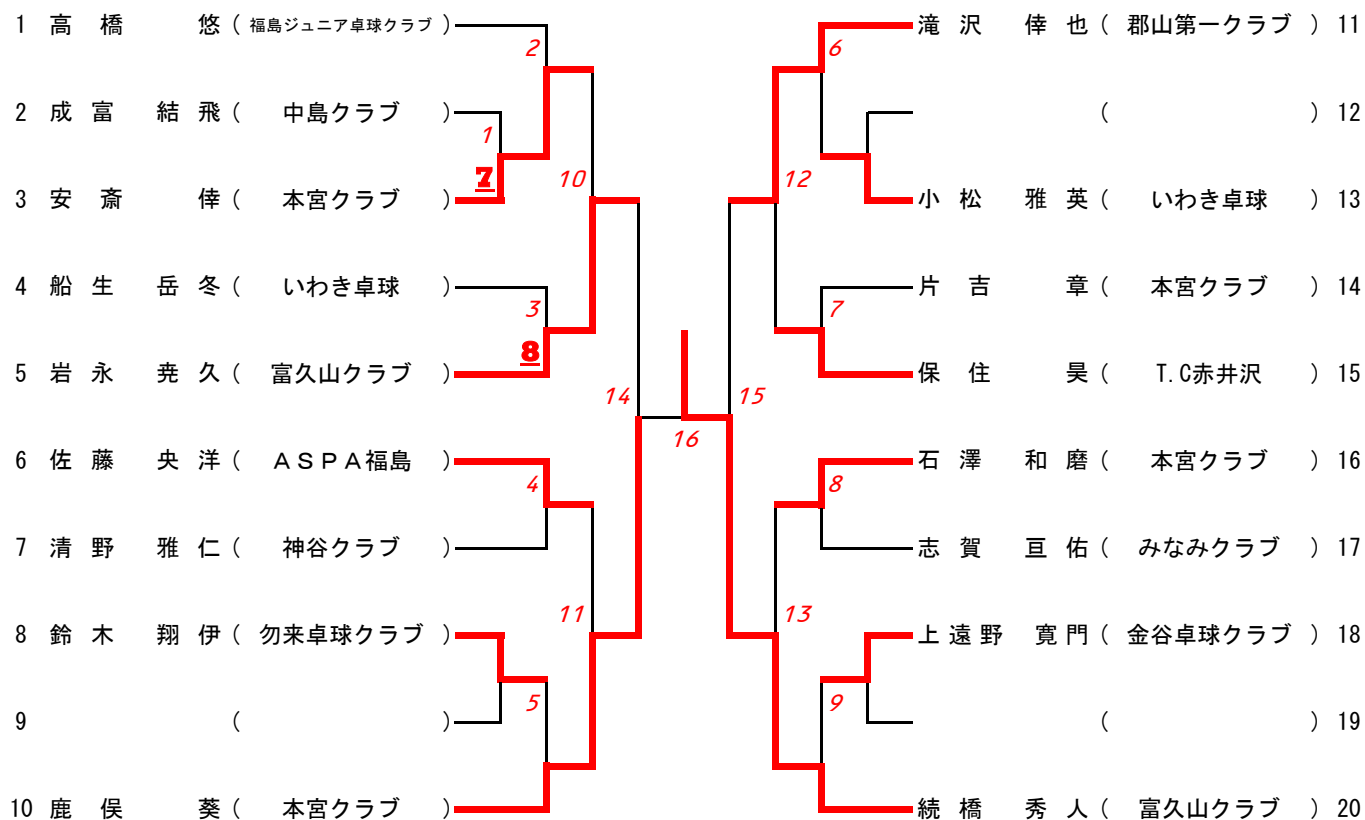 1 高橋 悠 ( 福島ジュニア卓球クラブ )
2 成富 結飛 ( 中島クラブ )
3 安斎 倖 ( 本宮クラブ )
4 船生 岳冬 ( いわき卓球 )
5 岩永 尭久 ( 富久山クラブ )
6 佐藤 央洋 ( ASPA福島 )
7 清野 雅仁 ( 神谷クラブ )
8 鈴木 翔伊 ( 勿来卓球クラブ )
9 ( )
10 鹿俣 葵 ( 本宮クラブ )
2
1
7
10
3
8
14
4
11
5
16
6
12
7
15
8
13
9
滝沢 倖也 ( 郡山第一クラブ ) 11
( ) 12
小松 雅英 ( いわき卓球 ) 13
片吉 章 ( 本宮クラブ ) 14
保住 昊 ( T.C赤井沢 ) 15
石澤 和磨 ( 本宮クラブ ) 16
志賀 亘佑 ( みなみクラブ ) 17
上遠野 寛門 ( 金谷卓球クラブ ) 18
( ) 19
続橋 秀人 ( 富久山クラブ ) 20